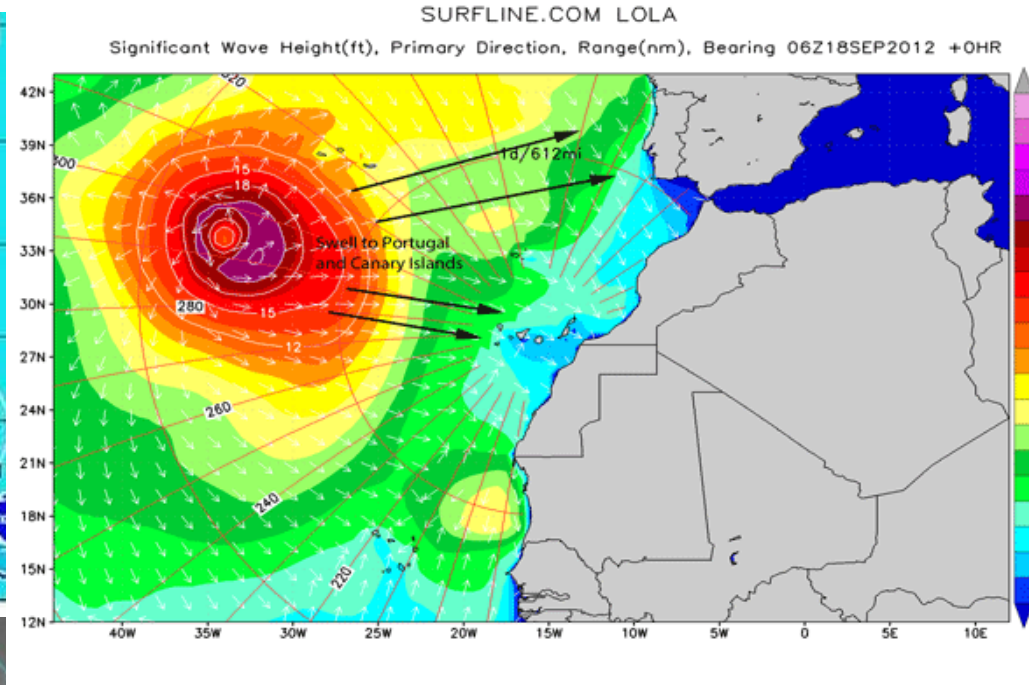 SURFLINE.COM LOLA
Significant Wave Height(ft), Primary Direction, Range(nm), Bearing 06Z18SEP2012 +0HR
42N
39N
36N
33N
30N
27N
24N
21N
18N
15N
12N
320
300
15
18
1d/612mi
Swell to Portugal
and Canary Islands
280
15
12
260
240
220
40W
35W
30W
25W
20W
15W
10W
5W
0
5E
10E